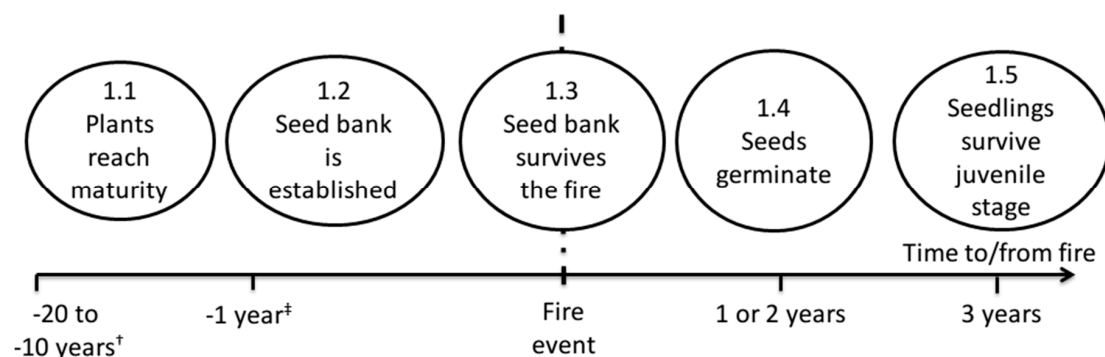 1.1
Plants
reach
maturity
1.2
Seed bank
is
established
1.3
Seed bank
survives
the fire
1.4
Seeds
germinate
1.5
Seedlings
survive
juvenile
stage
Time to/from fire
-20 to
-10 years†
-1 year‡
Fire
event
1 or 2 years
3 years